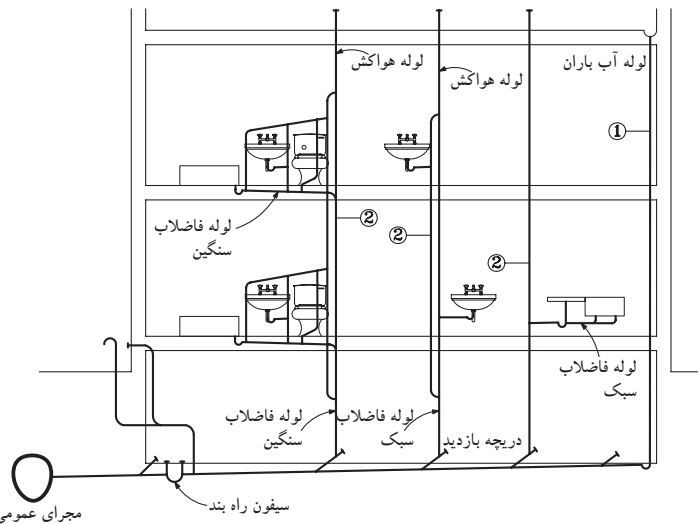 لوله هواکش
لوله هواکش
لوله آب باران
①
②
②
②
لوله فاضلاب
سنگین
لوله فاضلاب
سبک
لوله فاضلاب
سنگین
لوله فاضلاب
سبک
دریچه بازدید
سیفون راه بند
مجرای عمومی